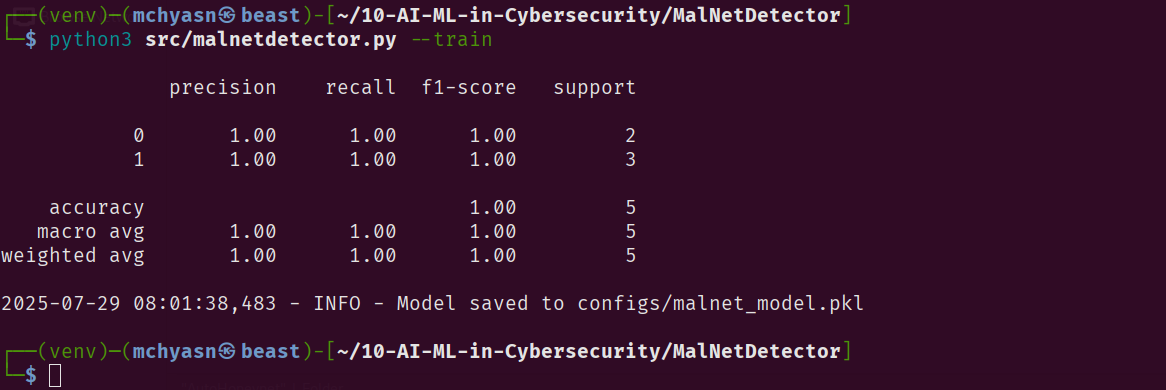 ┌──(venv)─(mchyasn㉿beast)-[~/10-AI-ML-in-Cybersecurity/MalNetDetector]
└─$ python3 src/malnetdetector.py --train
precision recall f1-score support
0 1.00 1.00 1.00 2
1 1.00 1.00 1.00 3
accuracy 1.00 5
macro avg 1.00 1.00 1.00 5
weighted avg 1.00 1.00 1.00 5
2025-07-29 08:01:38,483 - INFO - Model saved to configs/malnet_model.pkl
┌──(venv)─(mchyasn㉿beast)-[~/10-AI-ML-in-Cybersecurity/MalNetDetector]
└─$